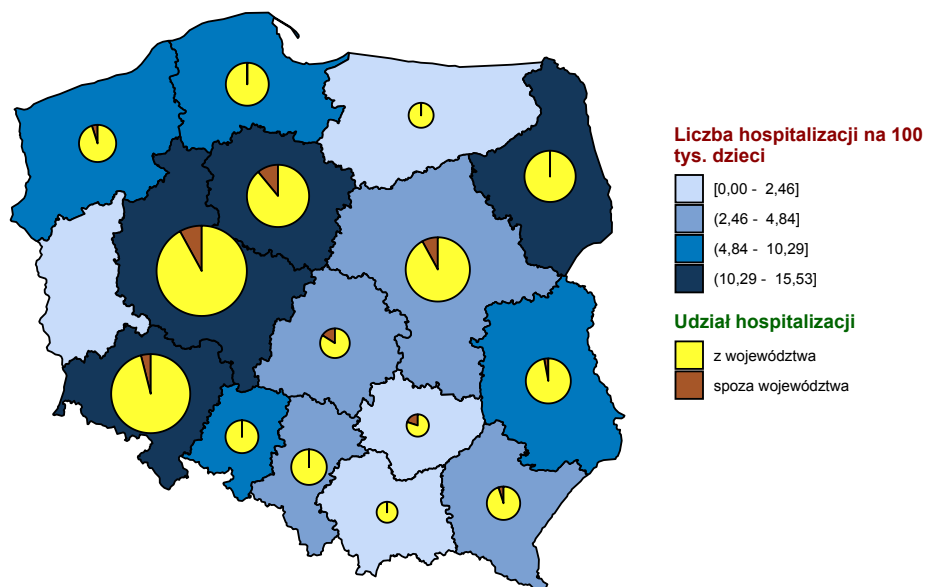 Liczba hospitalizacji na 100
tys. dzieci
[0,00 - 2,46]
(2,46 - 4,84]
(4,84 - 10,29]
(10,29 - 15,53]
Udział hospitalizacji
z województwa
spoza województwa